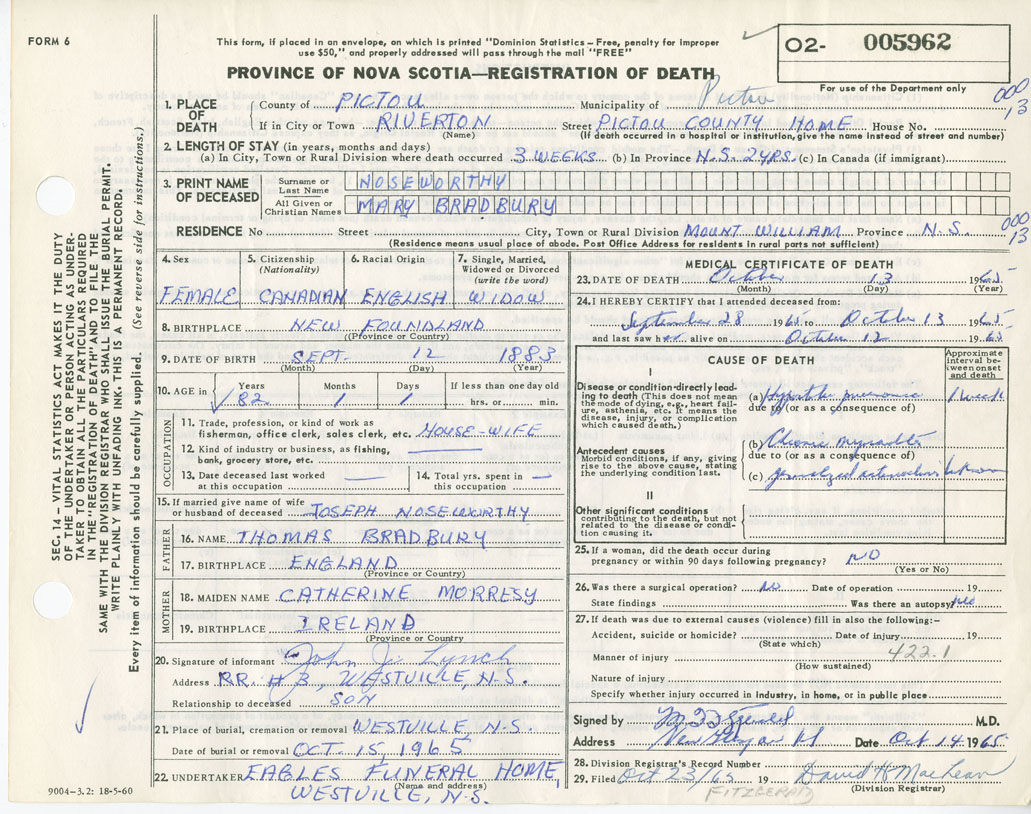 FORM 6
This form, if placed in an envelope, on which is printed "Dominion Statistics—Free, penalty for improper
use $50," and properly addressed will pass through the mail "FREE"
02- 005962
PROVINCE OF NOVA SCOTIA—REGISTRATION OF DEATH
For use of the Department only
1. PLACE OF DEATH
County of PICTOU Municipality of Pictou 000 13
If in City or Town RIVERTON Street PICTOU COUNTY HOME House No.
(Name) (If death occurred in a hospital or institution, give the name instead of street and number)
2. LENGTH OF STAY (in years, months and days)
(a) In City, Town or Rural Division where death occurred 3 WEEKS (b) In Province N.S. 2 YRS. (c) In Canada (if immigrant)
3. PRINT NAME OF DECEASED
Surname or Last Name NOSEWORTHY
All Given or Christian Names MARY BRADBURY
RESIDENCE No Street City, Town or Rural Division MOUNT WILLIAM Province N.S. 000 13
(Residence means usual place of abode. Post Office Address for residents in rural parts not sufficient)
4. Sex FEMALE
5. Citizenship (Nationality) CANADIAN
6. Racial Origin ENGLISH
7. Single, Married, Widowed or Divorced (write the word) WIDOW
8. BIRTHPLACE NEW FOUNDLAND
(Province or Country)
9. DATE OF BIRTH SEPT. 12 1883
(Month) (Day) (Year)
10. AGE in Years 82 Months 1 Days 1 If less than one day old hrs. or min.
OCCUPATION
11. Trade, profession or kind of work as
fisherman, office clerk, sales clerk, etc. HOUSE-WIFE
12. Kind of industry or business, as fishing,
bank, grocery store, etc.
13. Date deceased last worked at this occupation —
14. Total yrs. spent in this occupation —
15. If married give name of wife
or husband of deceased JOSEPH NOSEWORTHY
FATHER
16. NAME THOMAS BRADBURY
17. BIRTHPLACE ENGLAND
(Province or Country)
MOTHER
18. MAIDEN NAME CATHERINE MORRESY
19. BIRTHPLACE IRELAND
(Province or Country)
20. Signature of informant John J. Lynch
Address R.R. #3, WESTVILLE, N.S.
Relationship to deceased SON
21. Place of burial, cremation or removal WESTVILLE, N.S.
Date of burial or removal OCT. 15, 1965
22. UNDERTAKER EAGLES FUNERAL HOME,
(Name and address)
WESTVILLE, N.S.
MEDICAL CERTIFICATE OF DEATH
23. DATE OF DEATH October 13 1965
(Month) (Day) (Year)
24. I HEREBY CERTIFY that I attended deceased from:
September 28 1965 to October 13 1965
and last saw her alive on October 12 1965
CAUSE OF DEATH
Approximate interval between onset and death
I
Disease or condition directly leading to death (This does not mean the mode of dying, e.g., heart failure, asthenia, etc. It means the disease, injury, or complication which caused death.)
(a) Hypostatic pneumonia 1 week
due to (or as a consequence of)
Antecedent causes
Morbid conditions, if any, giving rise to the above cause, stating the underlying condition last.
(b) Chronic myocarditis
due to (or as a consequence of)
(c) generalized arteriosclerosis unknown
II
Other significant conditions
contributing to the death, but not related to the disease or condition causing it.
25. If a woman, did the death occur during
pregnancy or within 90 days following pregnancy? NO
(Yes or No)
26. Was there a surgical operation? No Date of operation 19
State findings Was there an autopsy? No
27. If death was due to external causes (violence) fill in also the following:-
Accident, suicide or homicide? Date of injury 19
(State which)
Manner of injury 422.1
(How sustained)
Nature of injury
Specify whether injury occurred in industry, in home, or in public place
Signed by M.D.
Address New Glasgow NS Date Oct 14 1965
28. Division Registrar's Record Number
29. Filed Oct 23/65 19 David H MacLean
FITZGERALD (Division Registrar)
9004-3.2: 18-5-60
SEC. 14 – VITAL STATISTICS ACT MAKES IT THE DUTY
OF THE UNDERTAKER OR PERSON ACTING AS UNDER-
TAKER TO OBTAIN ALL THE PARTICULARS REQUIRED
IN THE "REGISTRATION OF DEATH" AND TO FILE THE
SAME WITH THE DIVISION REGISTRAR WHO SHALL ISSUE THE BURIAL PERMIT.
WRITE PLAINLY WITH UNFADING INK. THIS IS A PERMANENT RECORD.
Every item of information should be carefully supplied. (See reverse side for instructions.)